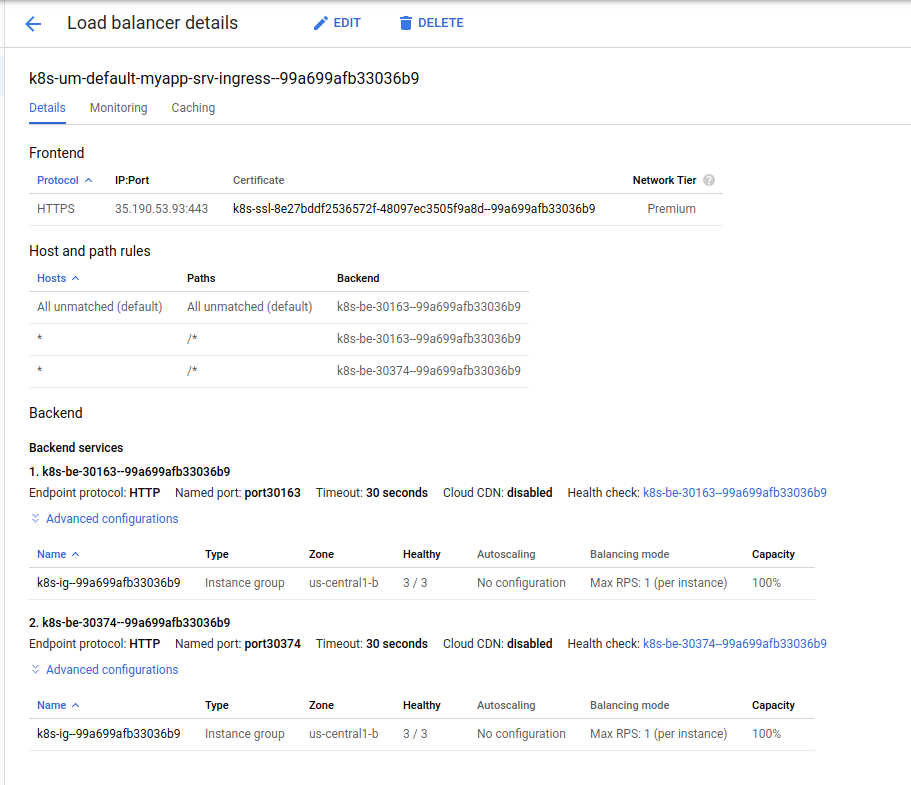 Load balancer details EDIT DELETE
k8s-um-default-myapp-srv-ingress--99a699afb33036b9
Details Monitoring Caching
Frontend
Protocol IP:Port Certificate Network Tier ?
HTTPS 35.190.53.93:443 k8s-ssl-8e27bddf2536572f-48097ec3505f9a8d--99a699afb33036b9 Premium
Host and path rules
Hosts Paths Backend
All unmatched (default) All unmatched (default) k8s-be-30163--99a699afb33036b9
* /* k8s-be-30163--99a699afb33036b9
* /* k8s-be-30374--99a699afb33036b9
Backend
Backend services
1. k8s-be-30163--99a699afb33036b9
Endpoint protocol: HTTP Named port: port30163 Timeout: 30 seconds Cloud CDN: disabled Health check: k8s-be-30163--99a699afb33036b9
Advanced configurations
Name Type Zone Healthy Autoscaling Balancing mode Capacity
k8s-ig--99a699afb33036b9 Instance group us-central1-b 3 / 3 No configuration Max RPS: 1 (per instance) 100%
2. k8s-be-30374--99a699afb33036b9
Endpoint protocol: HTTP Named port: port30374 Timeout: 30 seconds Cloud CDN: disabled Health check: k8s-be-30374--99a699afb33036b9
Advanced configurations
Name Type Zone Healthy Autoscaling Balancing mode Capacity
k8s-ig--99a699afb33036b9 Instance group us-central1-b 3 / 3 No configuration Max RPS: 1 (per instance) 100%